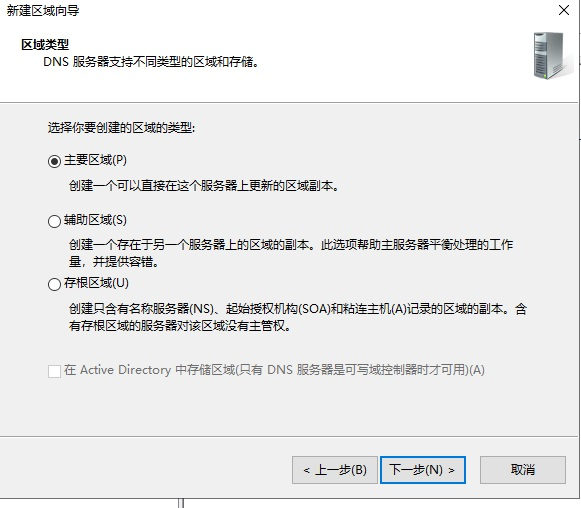 新建区域向导
区域类型
DNS 服务器支持不同类型的区域和存储。
选择你要创建的区域的类型:
主要区域(P)
创建一个可以直接在这个服务器上更新的区域副本。
辅助区域(S)
创建一个存在于另一个服务器上的区域的副本。此选项帮助主服务器平衡处理的工作
量，并提供容错。
存根区域(U)
创建只含有名称服务器(NS)、起始授权机构(SOA)和粘连主机(A)记录的区域的副本。含
有存根区域的服务器对该区域没有主管权。
在 Active Directory 中存储区域(只有 DNS 服务器是可写域控制器时才可用)(A)
< 上一步(B) 下一步(N) > 取消